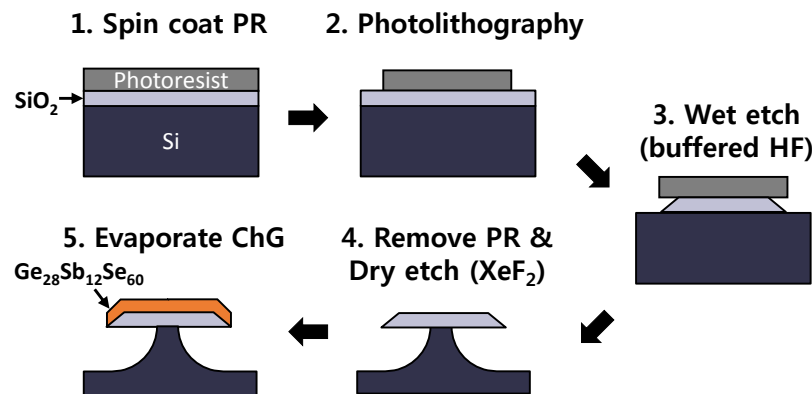 1. Spin coat PR
2. Photolithography
Photoresist
SiO₂
Si
3. Wet etch
(buffered HF)
5. Evaporate ChG
4. Remove PR &
Dry etch (XeF₂)
Ge₂₈Sb₁₂Se₆₀